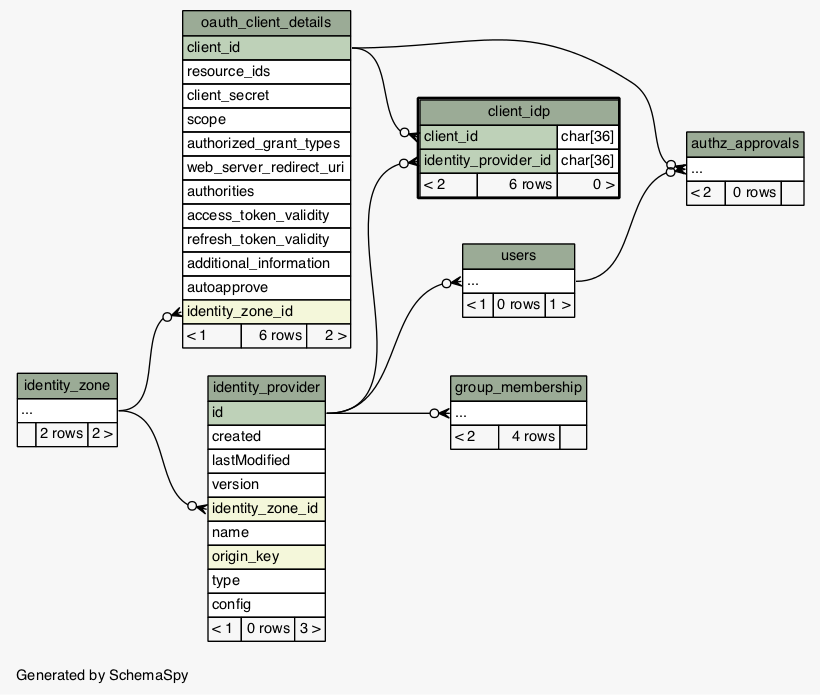 oauth_client_details
client_id
resource_ids
client_secret
scope
authorized_grant_types
web_server_redirect_uri
authorities
access_token_validity
refresh_token_validity
additional_information
autoapprove
identity_zone_id
< 1 6 rows 2 >
client_idp
client_id char[36]
identity_provider_id char[36]
< 2 6 rows 0 >
authz_approvals
...
< 2 0 rows
users
...
< 1 0 rows 1 >
identity_zone
...
2 rows 2 >
identity_provider
id
created
lastModified
version
identity_zone_id
name
origin_key
type
config
< 1 0 rows 3 >
group_membership
...
< 2 4 rows
Generated by SchemaSpy